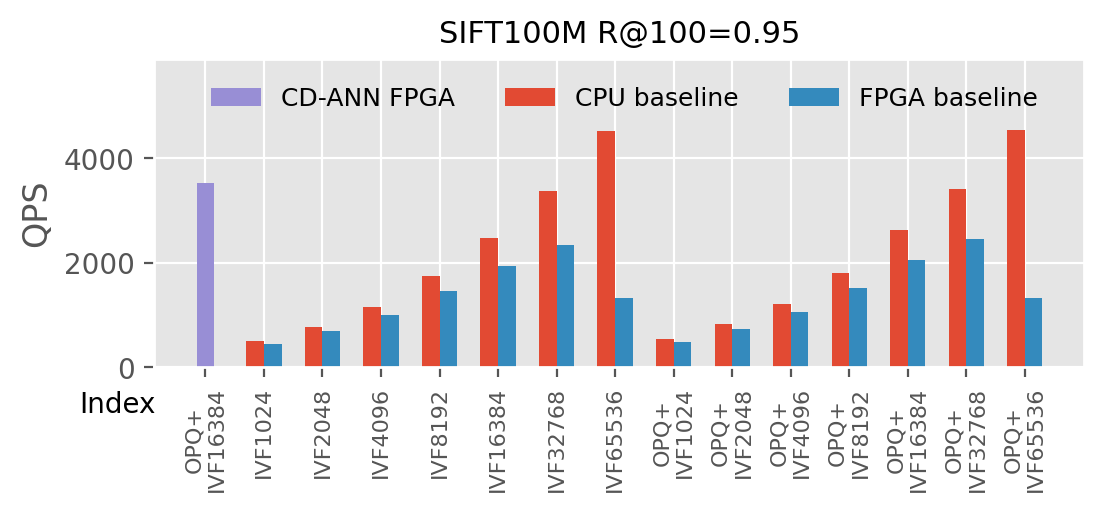 SIFT100M R@100=0.95
CD-ANN FPGA
CPU baseline
FPGA baseline
QPS
4000
2000
0
Index
OPQ+
IVF16384
IVF1024
IVF2048
IVF4096
IVF8192
IVF16384
IVF32768
IVF65536
OPQ+
IVF1024
OPQ+
IVF2048
OPQ+
IVF4096
OPQ+
IVF8192
OPQ+
IVF16384
OPQ+
IVF32768
OPQ+
IVF65536